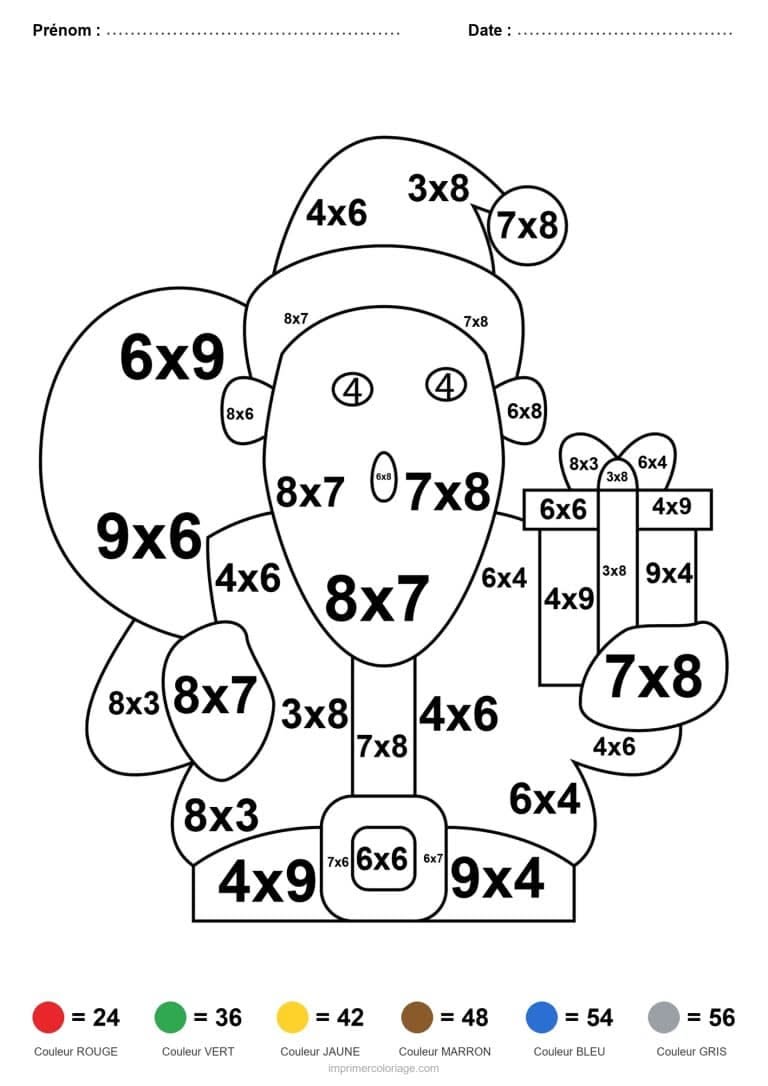 Prénom : ................................................ Date : ....................................
3x8
4x6
7x8
8x7 7x8
6x9
4 4
8x6 6x8
8x3 3x8 6x4
8x7 6x8 7x8
6x6 4x9
9x6
4x6 8x7 6x4 4x9 3x8 9x4
8x3 8x7 3x8 4x6 7x8
7x8 4x6
8x3 6x4
4x9 7x6 6x6 6x7 9x4
= 24 = 36 = 42 = 48 = 54 = 56
Couleur ROUGE Couleur VERT Couleur JAUNE Couleur MARRON Couleur BLEU Couleur GRIS
imprimercoloriage.com